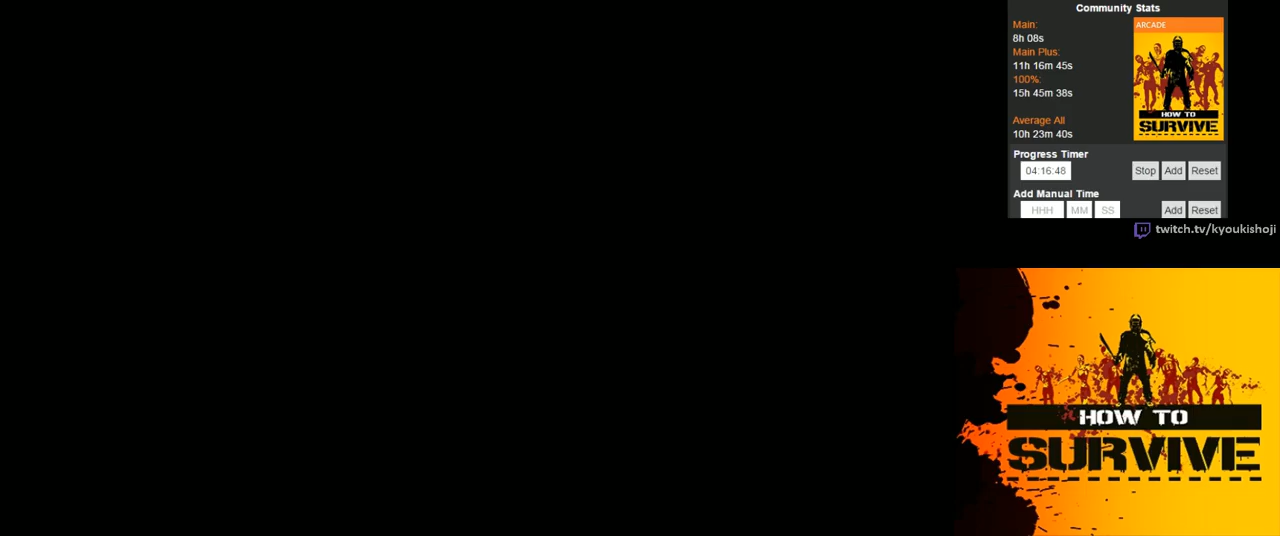 Community Stats
Main:
8h 08s
Main Plus:
11h 16m 45s
100%:
15h 45m 38s
Average All
10h 23m 40s
ARCADE
HOW TO
SURVIVE
Progress Timer
04:16:48
Stop Add Reset
Add Manual Time
HHH MM SS Add Reset
twitch.tv/kyoukishoji
HOW TO
SURVIVE